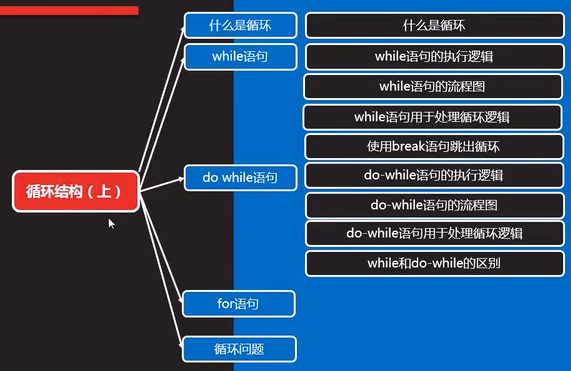 循环结构（上）
什么是循环
while语句
do while语句
for语句
循环问题
什么是循环
while语句的执行逻辑
while语句的流程图
while语句用于处理循环逻辑
使用break语句跳出循环
do-while语句的执行逻辑
do-while语句的流程图
do-while语句用于处理循环逻辑
while和do-while的区别